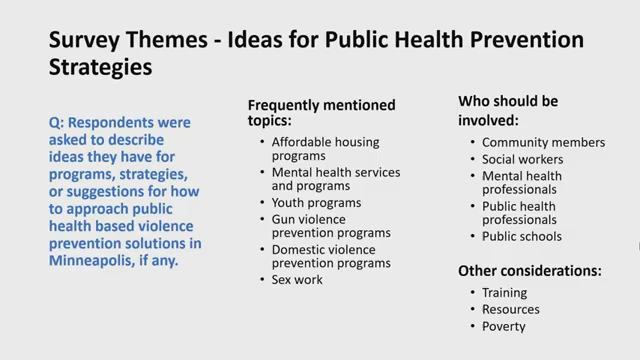 Survey Themes - Ideas for Public Health Prevention
Strategies
Q: Respondents were
asked to describe
ideas they have for
programs, strategies,
or suggestions for how
to approach public
health based violence
prevention solutions in
Minneapolis, if any.
Frequently mentioned
topics:
• Affordable housing
programs
• Mental health services
and programs
• Youth programs
• Gun violence
prevention programs
• Domestic violence
prevention programs
• Sex work
Who should be
involved:
• Community members
• Social workers
• Mental health
professionals
• Public health
professionals
• Public schools
Other considerations:
• Training
• Resources
• Poverty